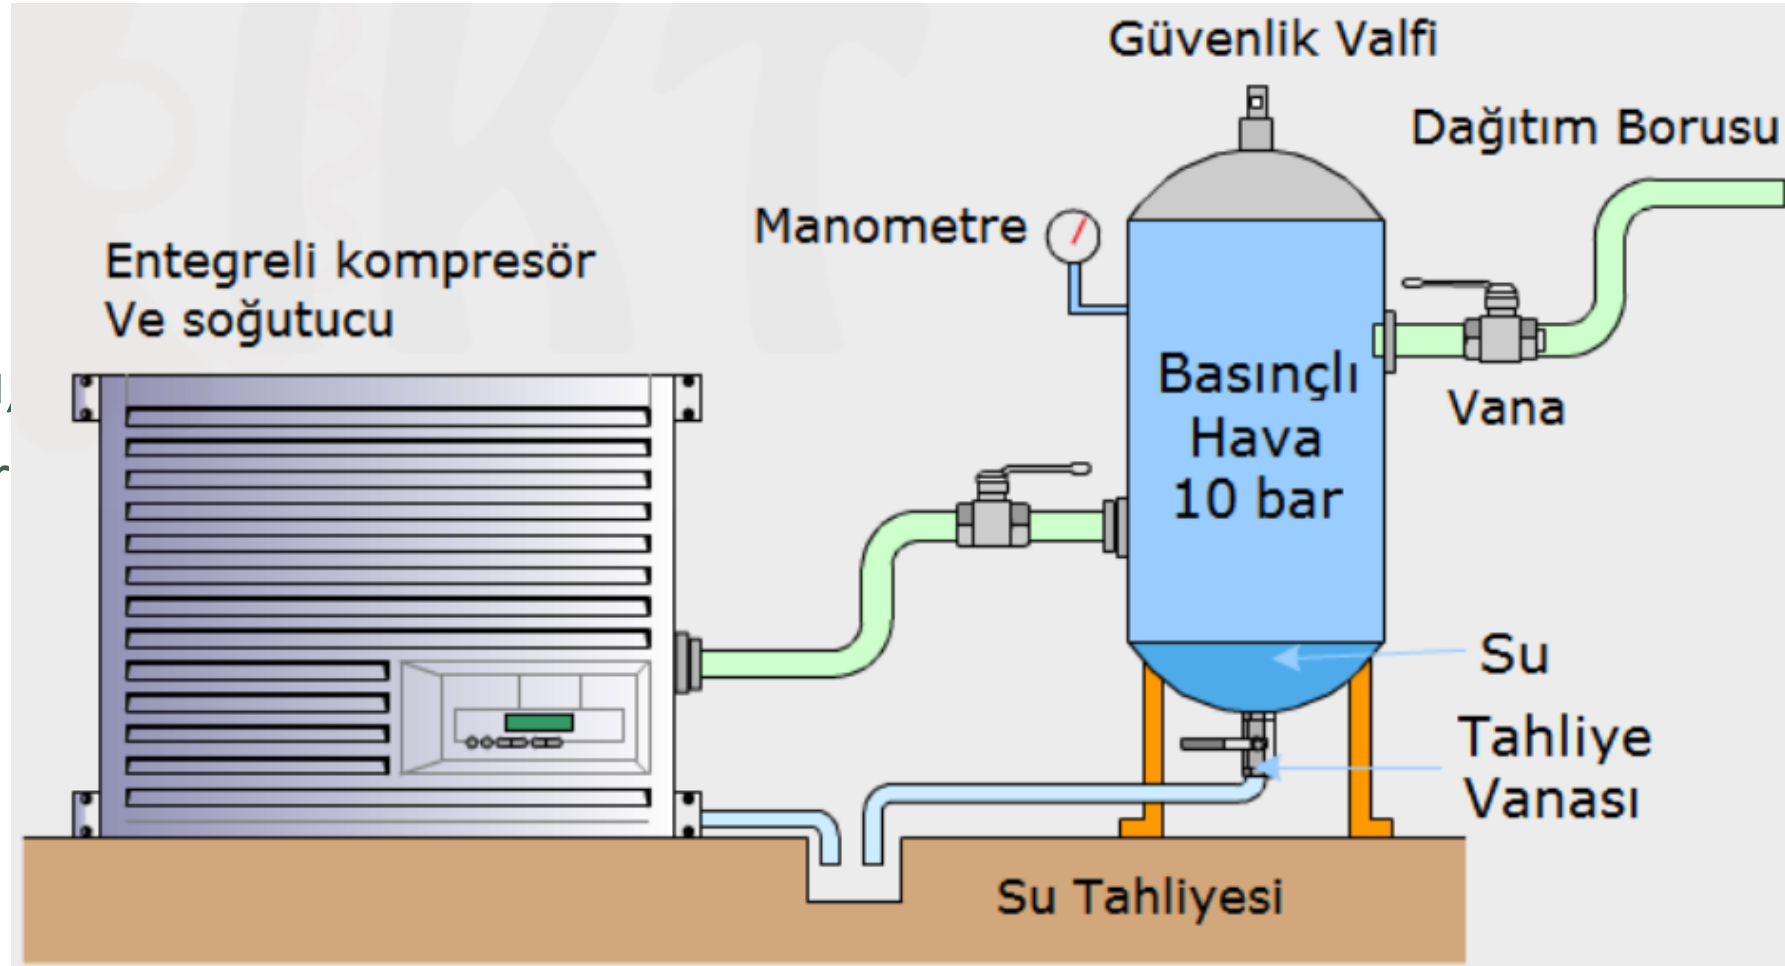 Güvenlik Valfi
Dağıtım Borusu
Manometre
Entegreli kompresör
Ve soğutucu
Basınçlı
Hava
10 bar
Vana
Su
Tahliye
Vanası
Su Tahliyesi